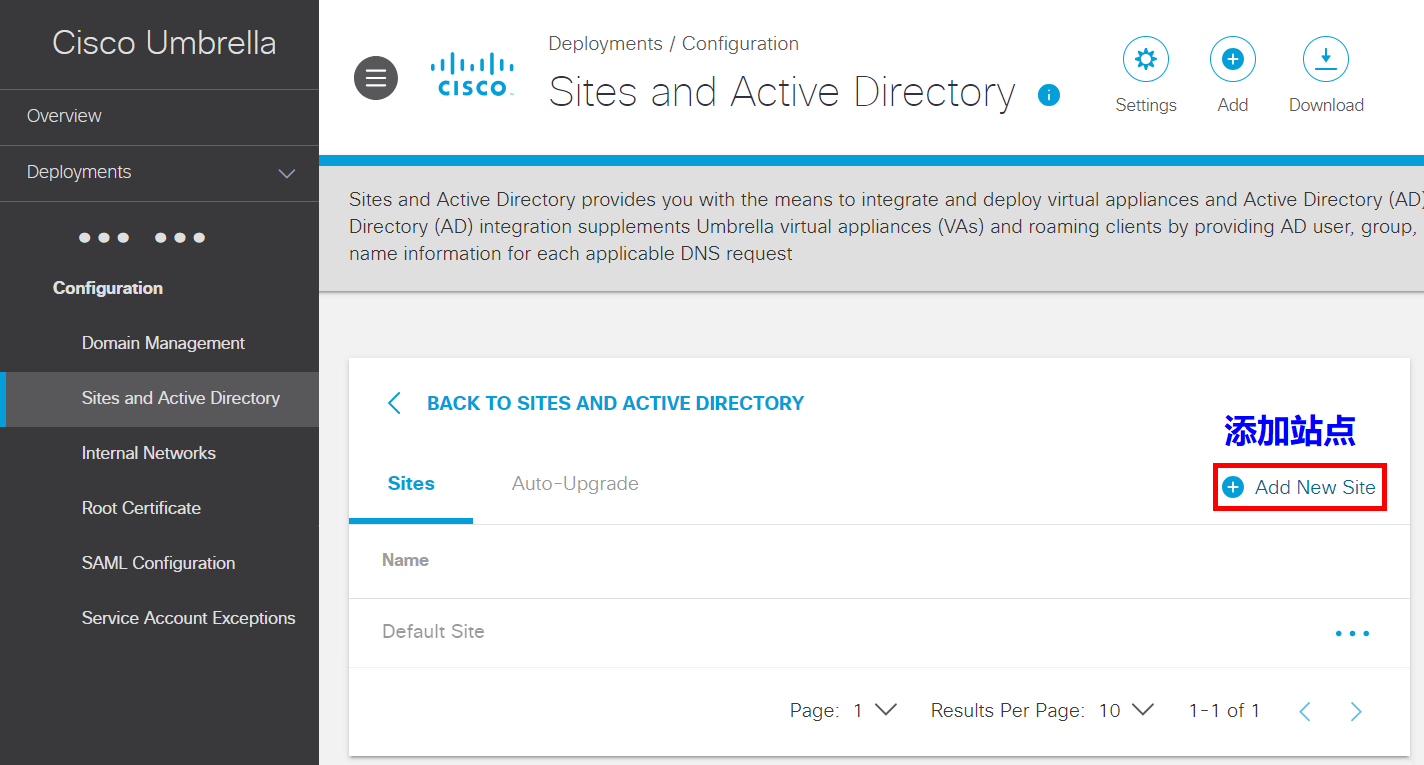 Cisco Umbrella
Overview
Deployments
Configuration
Domain Management
Sites and Active Directory
Internal Networks
Root Certificate
SAML Configuration
Service Account Exceptions
CISCO
Deployments / Configuration
Sites and Active Directory
Settings
Add
Download
Sites and Active Directory provides you with the means to integrate and deploy virtual appliances and Active Directory (AD)
Directory (AD) integration supplements Umbrella virtual appliances (VAs) and roaming clients by providing AD user, group,
name information for each applicable DNS request
BACK TO SITES AND ACTIVE DIRECTORY
添加站点
Sites
Auto-Upgrade
Add New Site
Name
Default Site
Page: 1 Results Per Page: 10 1-1 of 1